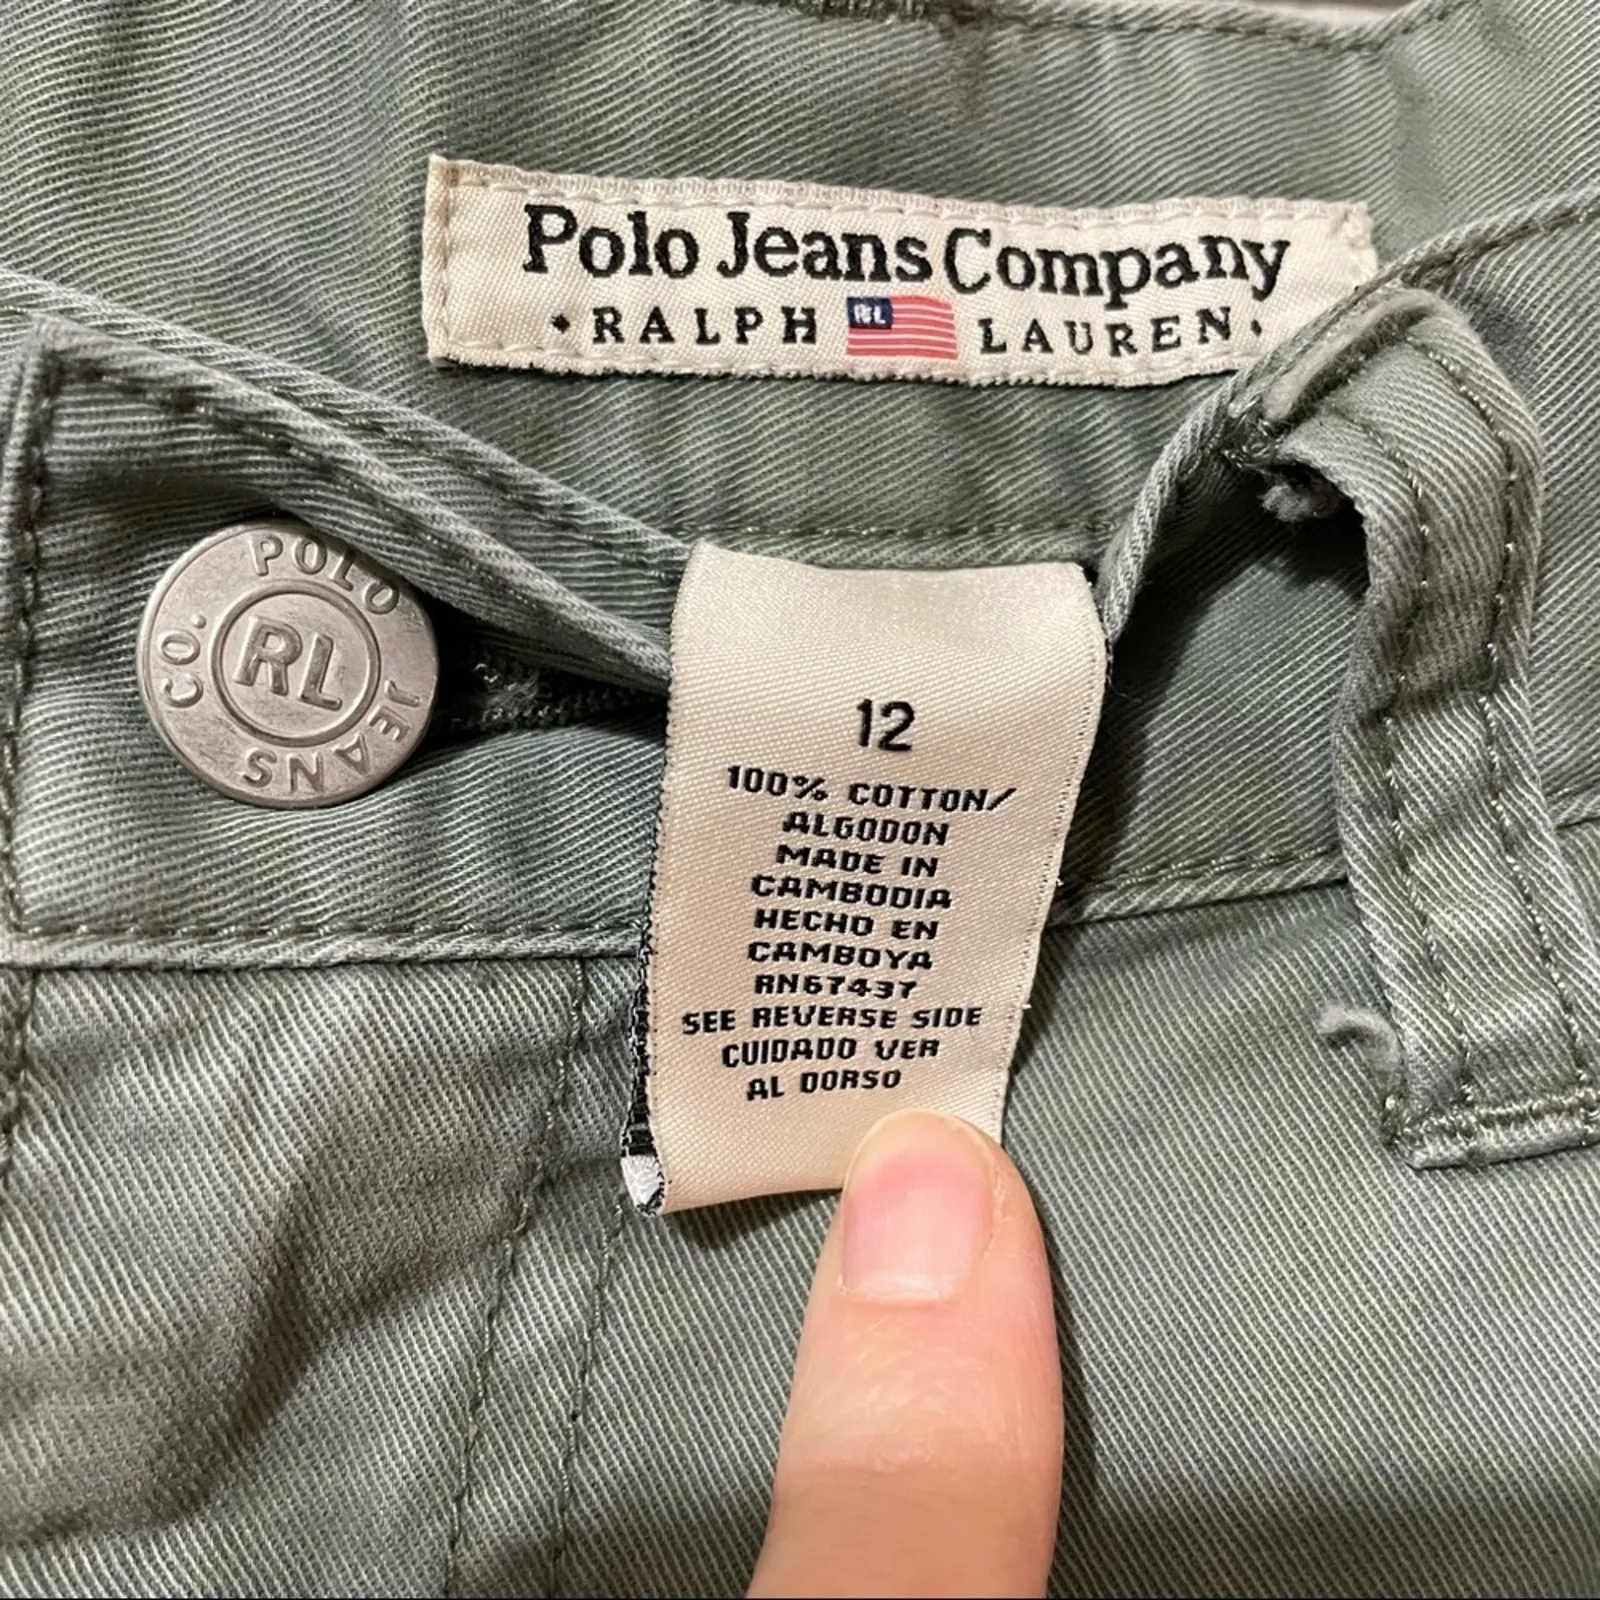 Polo Jeans Company
RALPH RL LAUREN
POLO JEANS CO.
RL
12
100% COTTON/
ALGODON
MADE IN
CAMBODIA
HECHO EN
CAMBOYA
RN67437
SEE REVERSE SIDE
CUIDADO VER
AL DORSO